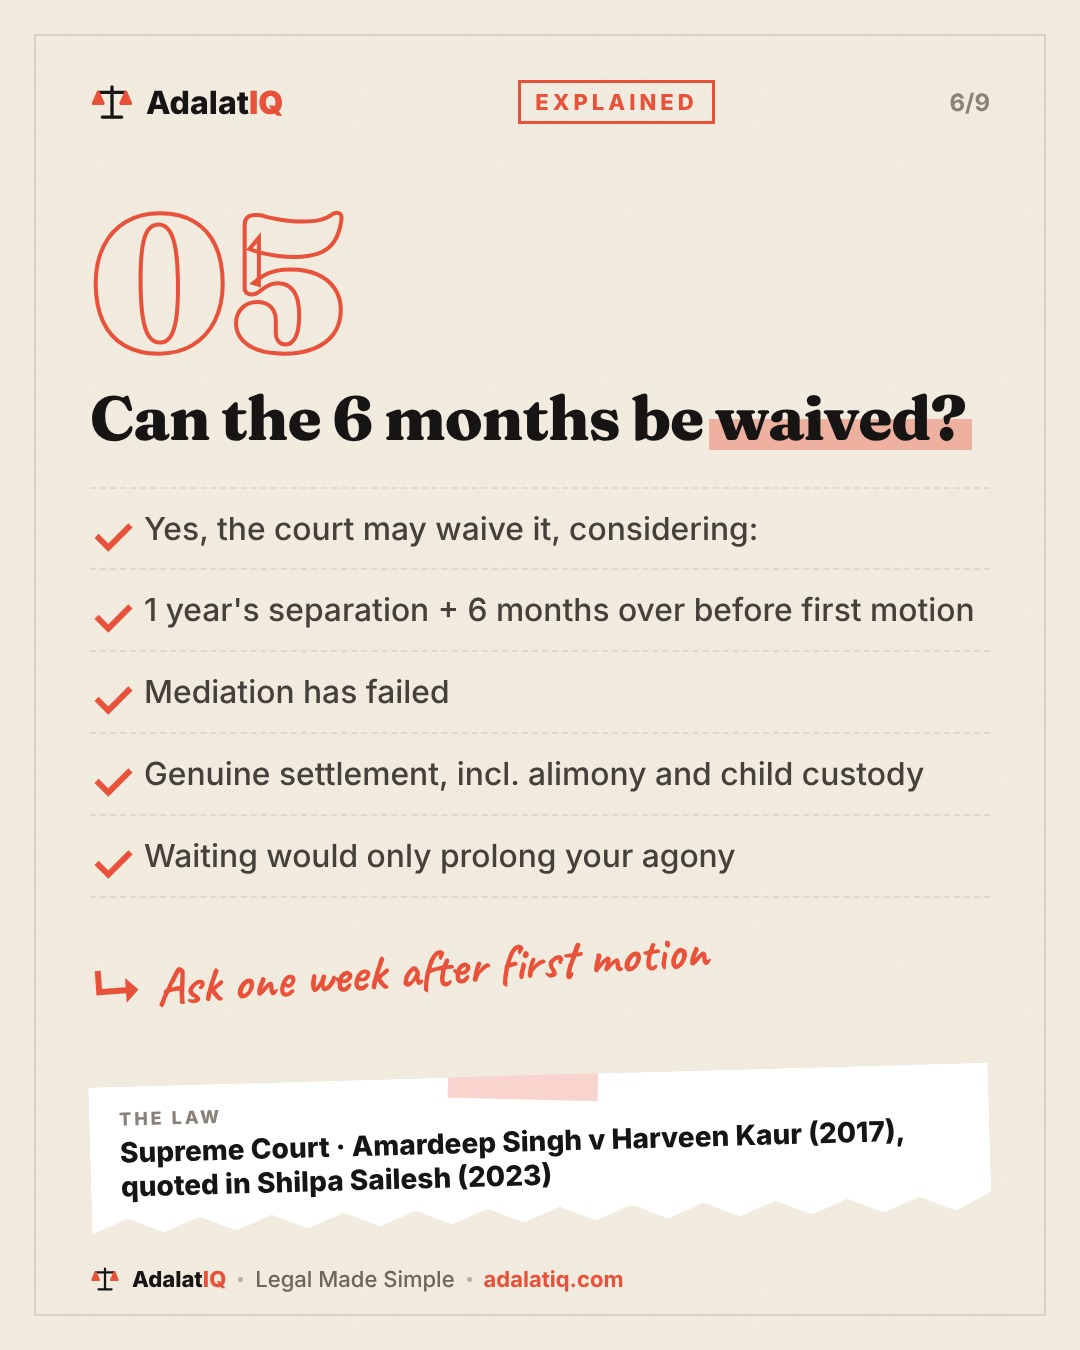 AdalatIQ
EXPLAINED
6/9
05
Can the 6 months be waived?
Yes, the court may waive it, considering:
1 year's separation + 6 months over before first motion
Mediation has failed
Genuine settlement, incl. alimony and child custody
Waiting would only prolong your agony
Ask one week after first motion
THE LAW
Supreme Court · Amardeep Singh v Harveen Kaur (2017),
quoted in Shilpa Sailesh (2023)
AdalatIQ • Legal Made Simple • adalatiq.com